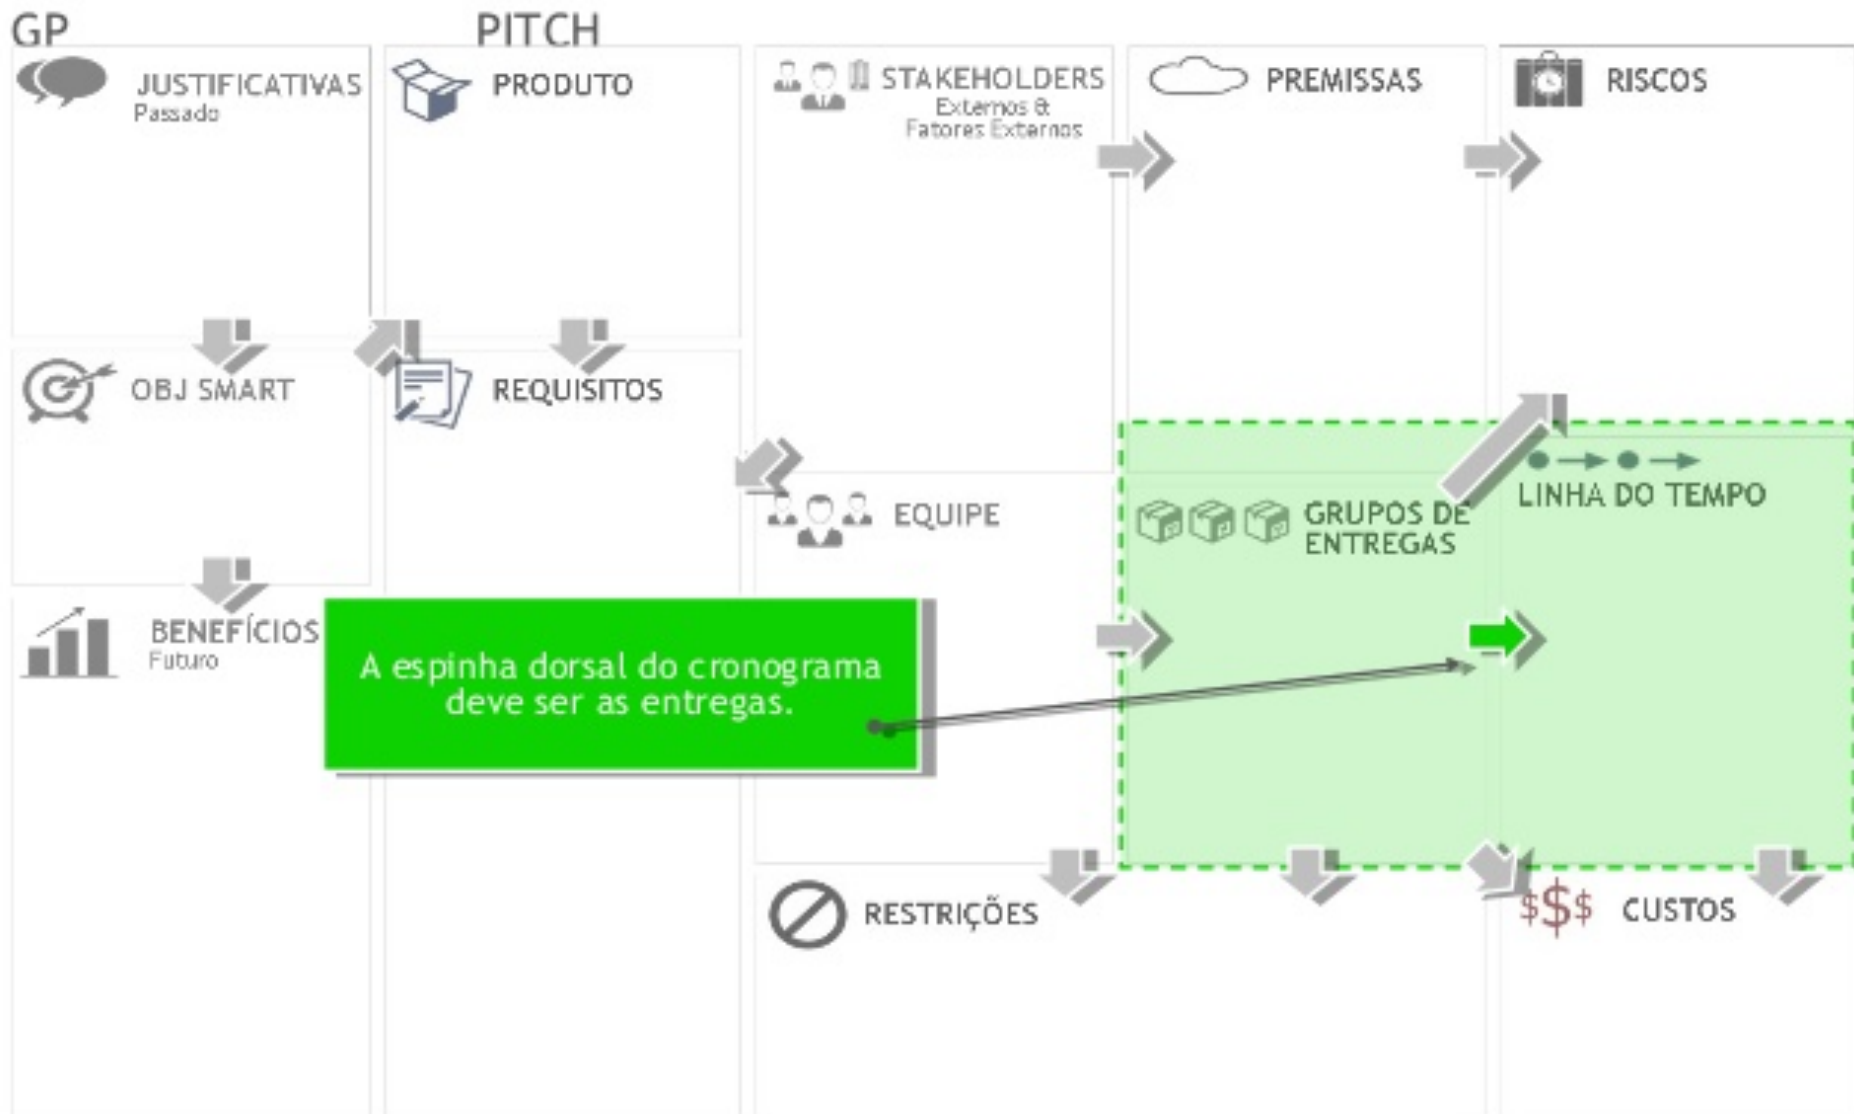 GP
PITCH
JUSTIFICATIVAS
Passado
PRODUTO
STAKEHOLDERS
Externos &
Fatores Externos
PREMISSAS
RISCOS
OBJ SMART
REQUISITOS
EQUIPE
GRUPOS DE
ENTREGAS
LINHA DO TEMPO
BENEFÍCIOS
Futuro
A espinha dorsal do cronograma
deve ser as entregas.
RESTRIÇÕES
$$$ CUSTOS